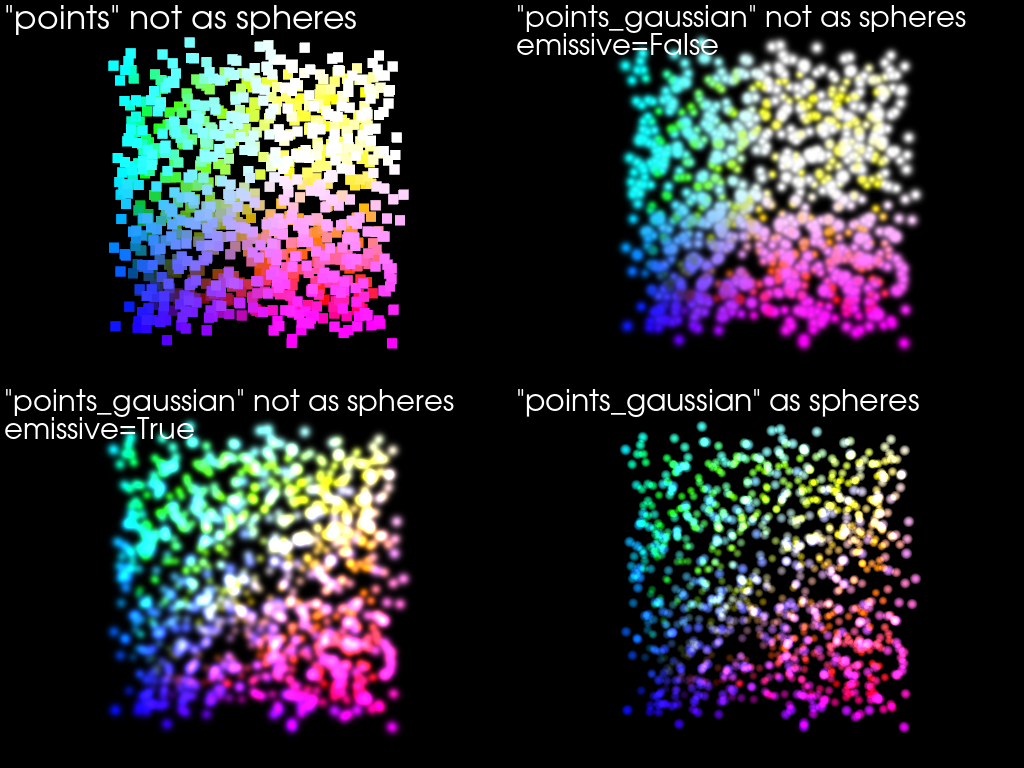 "points" not as spheres
"points_gaussian" not as spheres
emissive=False
"points_gaussian" not as spheres
emissive=True
"points_gaussian" as spheres